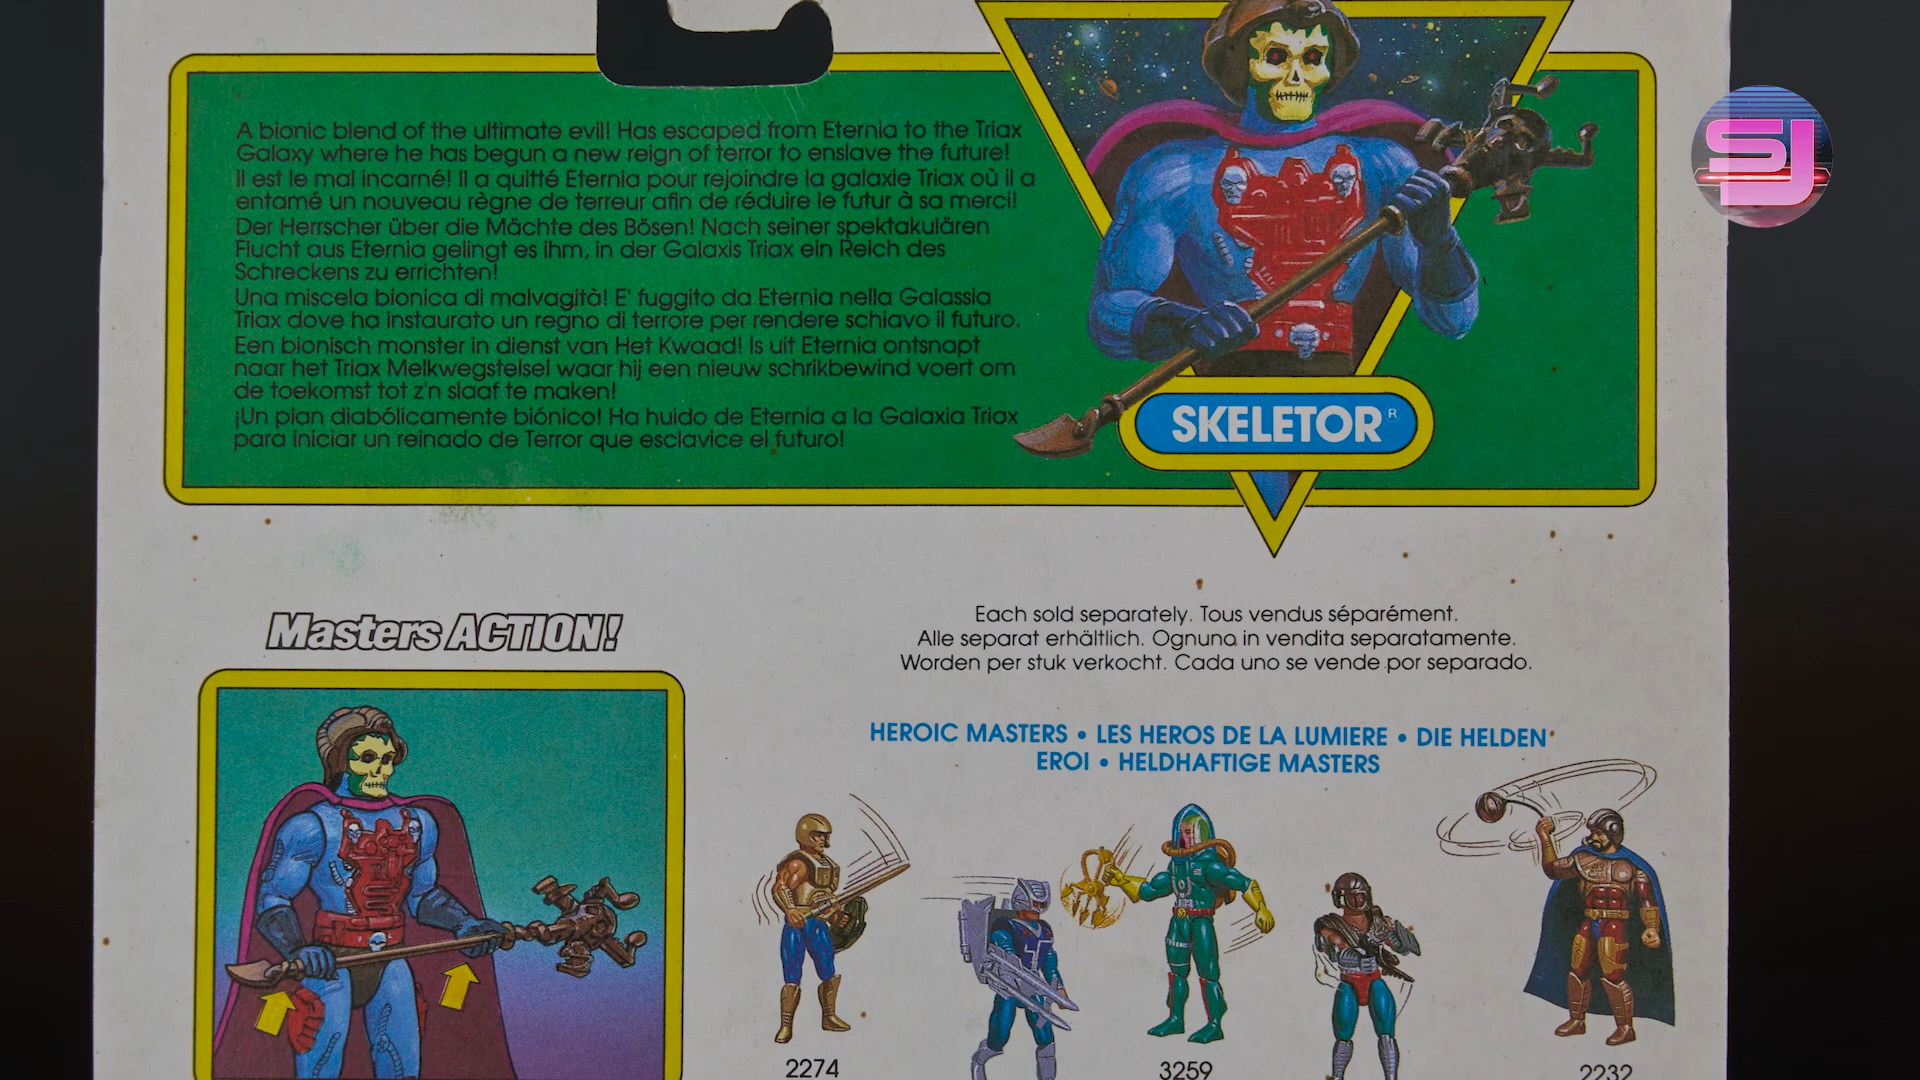 A bionic blend of the ultimate evil! Has escaped from Eternia to the Triax
Galaxy where he has begun a new reign of terror to enslave the future!
Il est le mal incarné! Il a quitté Eternia pour rejoindre la galaxie Triax où il a
entamé un nouveau règne de terreur afin de réduire le futur à sa merci!
Der Herrscher über die Mächte des Bösen! Nach seiner spektakulären
Flucht aus Eternia gelingt es ihm, in der Galaxis Triax ein Reich des
Schreckens zu errichten!
Una miscela bionica di malvagità! E' fuggito da Eternia nella Galassia
Triax dove ha instaurato un regno di terrore per rendere schiavo il futuro.
Een bionisch monster in dienst van Het Kwaad! Is uit Eternia ontsnapt
naar het Triax Melkwegstelsel waar hij een nieuw schrikbewind voert om
de toekomst tot z'n slaaf te maken!
¡Un plan diabólicamente biónico! Ha huido de Eternia a la Galaxia Triax
para iniciar un reinado de Terror que esclavice el futuro!
SKELETOR®
SJ
Masters ACTION!
Each sold separately. Tous vendus séparément.
Alle separat erhältlich. Ognuno in vendita separatamente.
Worden per stuk verkocht. Cada uno se vende por separado.
HEROIC MASTERS • LES HEROS DE LA LUMIERE • DIE HELDEN
EROI • HELDHAFTIGE MASTERS
2274
3259
2232